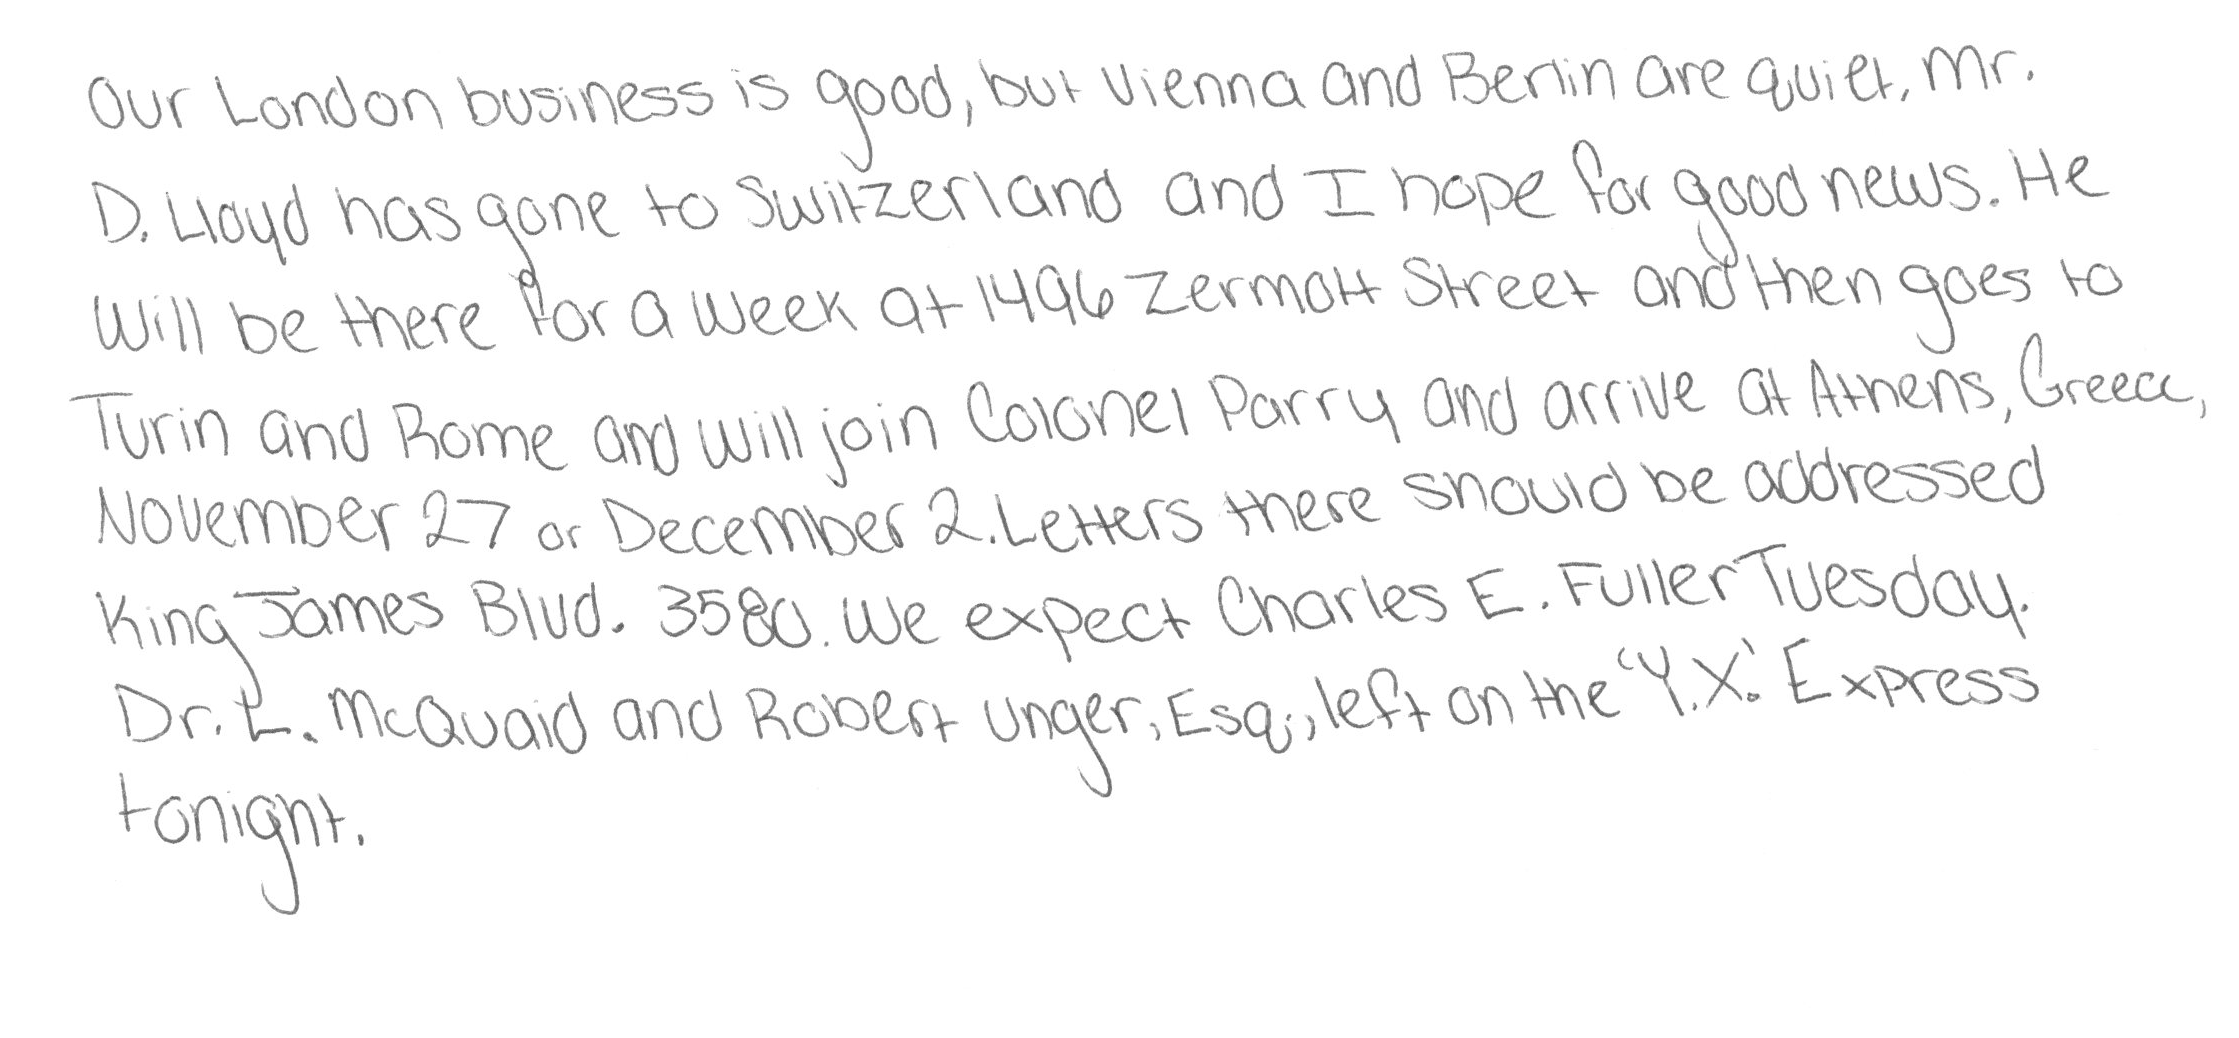 Our London business is good, but Vienna and Berlin are quiet. Mr.
D. Lloyd has gone to Switzerland and I hope for good news. He
will be there for a week at 1496 Zermott Street and then goes to
Turin and Rome and will join Colonel Parry and arrive at Athens, Greece,
November 27 or December 2. Letters there should be addressed
King James Blvd. 3580. We expect Charles E. Fuller Tuesday.
Dr. L. McQuaid and Robert Unger, Esq., left on the 'Y.X.' Express
tonight.